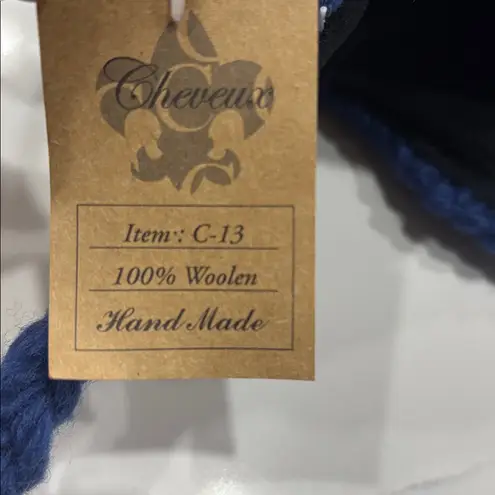 Cheveux
Item: C-13
100% Woolen
Hand Made